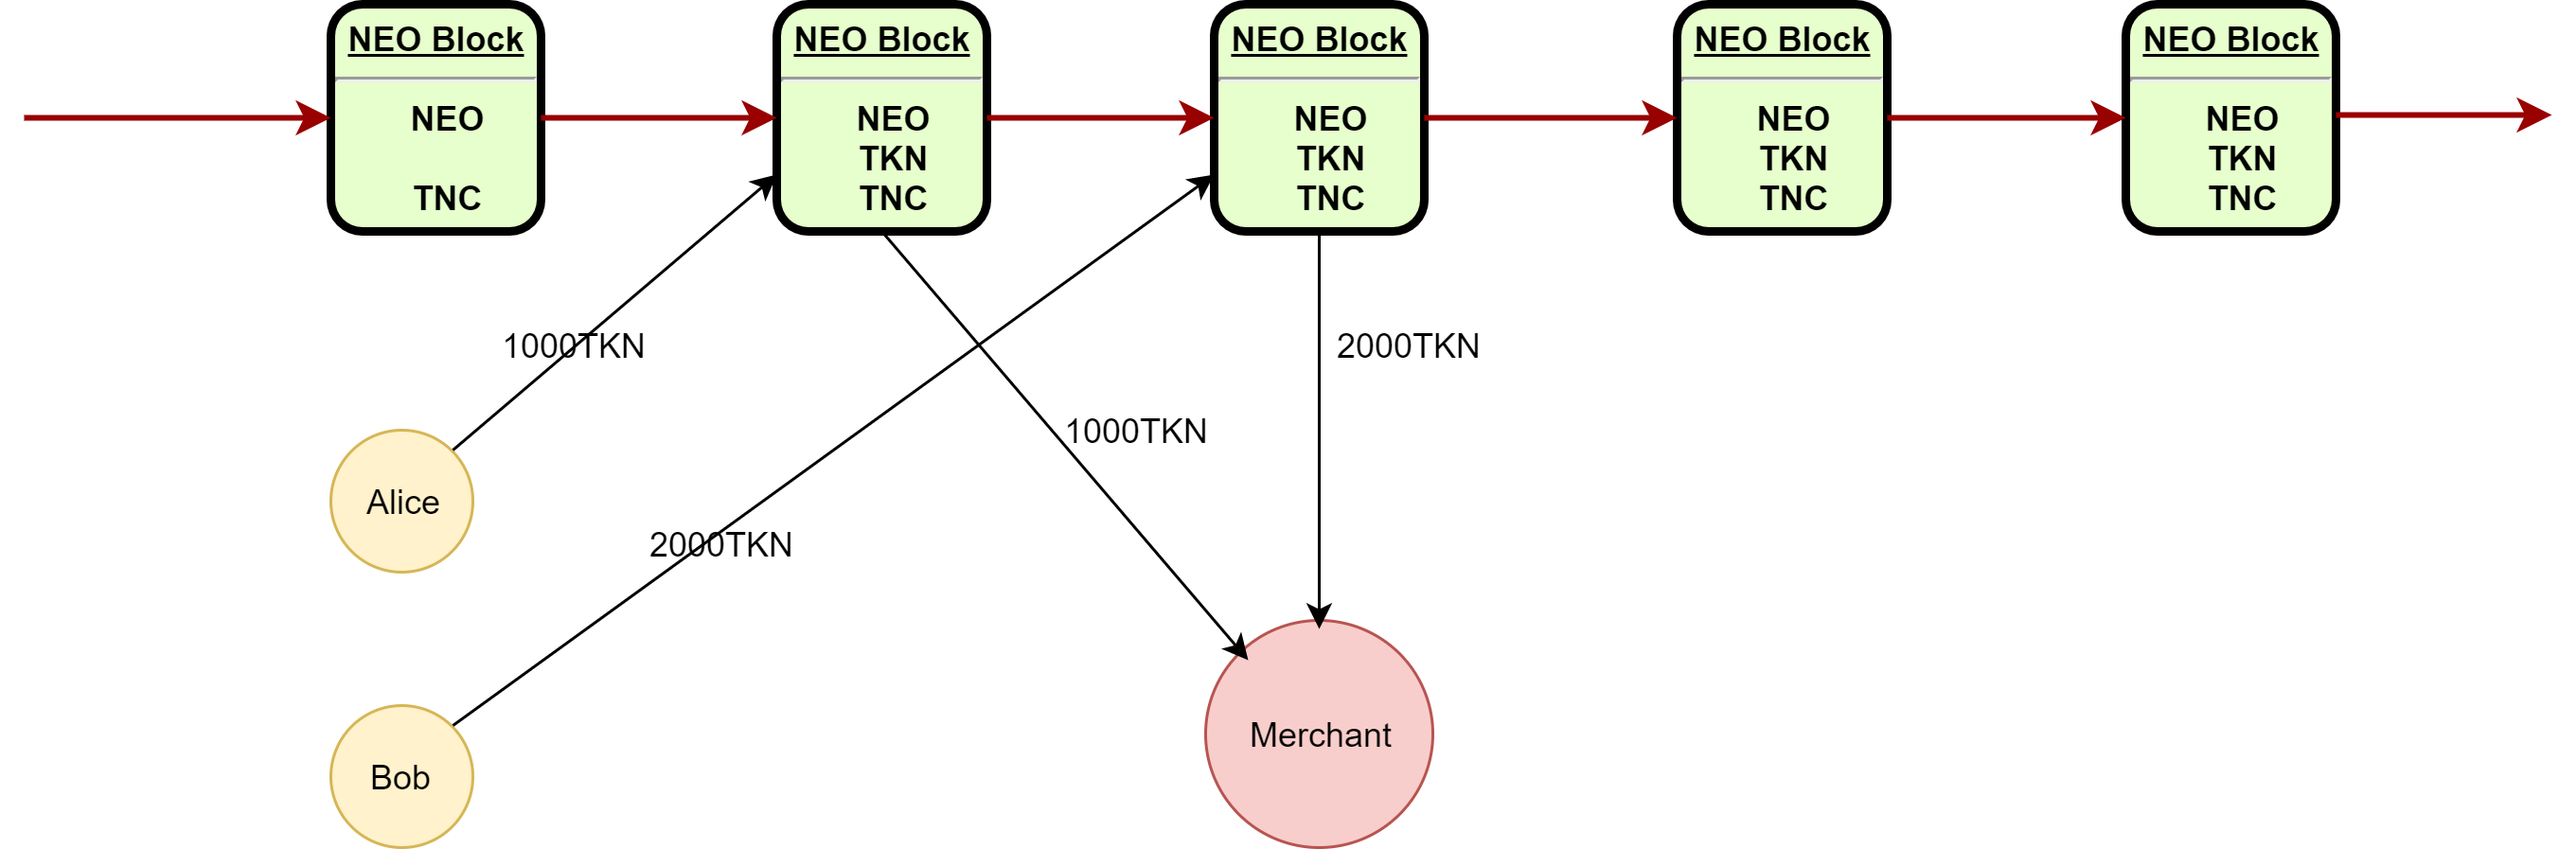 NEO Block
NEO
TNC
NEO Block
NEO
TKN
TNC
NEO Block
NEO
TKN
TNC
NEO Block
NEO
TKN
TNC
NEO Block
NEO
TKN
TNC
1000TKN
2000TKN
1000TKN
Alice
2000TKN
Merchant
Bob